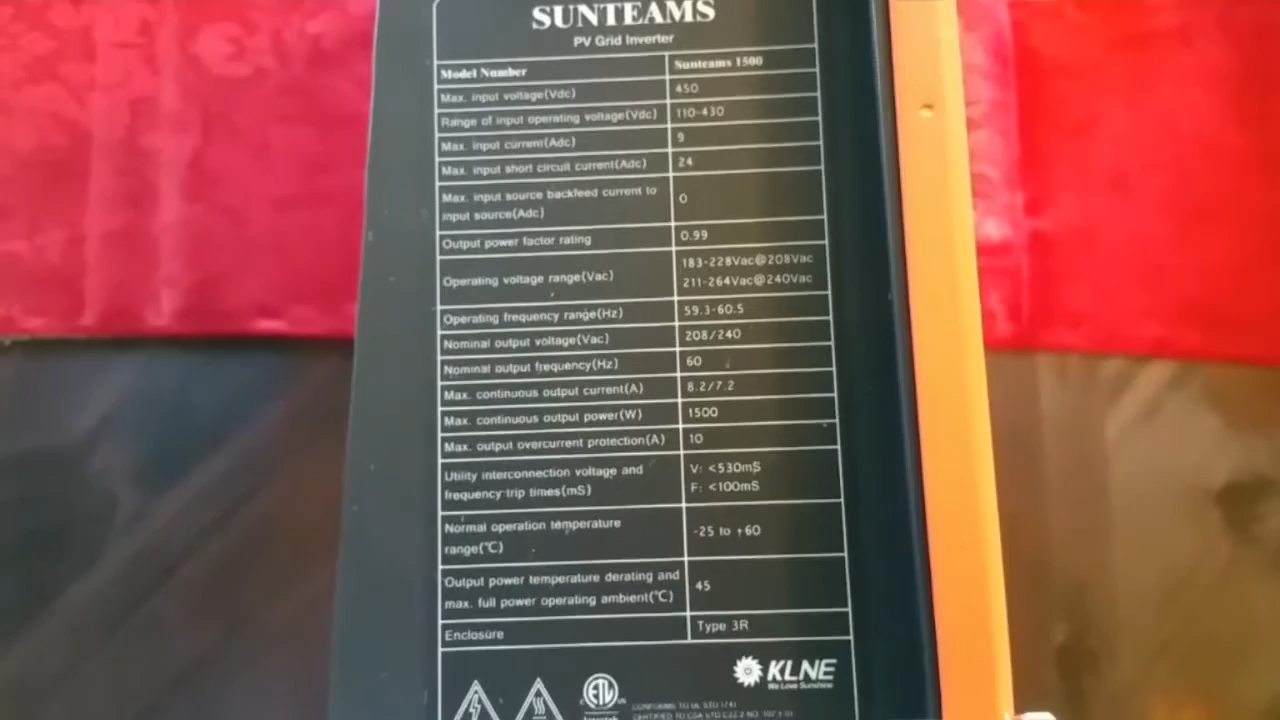 SUNTEAMS
PV Grid Inverter
Model Number Sunteams 1500
Max. input voltage(Vdc) 450
Range of input operating voltage(Vdc) 110-430
Max. input current(Adc) 9
Max. input short circuit current(Adc) 24
Max. input source backfeed current to
input source(Adc) 0
Output power factor rating 0.99
Operating voltage range(Vac) 183-228Vac@208Vac
211-264Vac@240Vac
Operating frequency range(Hz) 59.3-60.5
Nominal output voltage(Vac) 208/240
Nominal output frequency(Hz) 60
Max. continuous output current(A) 8.2/7.2
Max. continuous output power(W) 1500
Max. output overcurrent protection(A) 10
Utility interconnection voltage and
frequency trip times(mS)
V: <530mS
F: <100mS
Normal operation temperature
range(℃) -25 to +60
Output power temperature derating and
max. full power operating ambient(℃) 45
Enclosure Type 3R
KLNE
We Love Sunshine
ETL
Intertek
CONFORMS TO UL STD 1741
CERTIFIED TO CSA STD C22.2 NO. 107.1-01